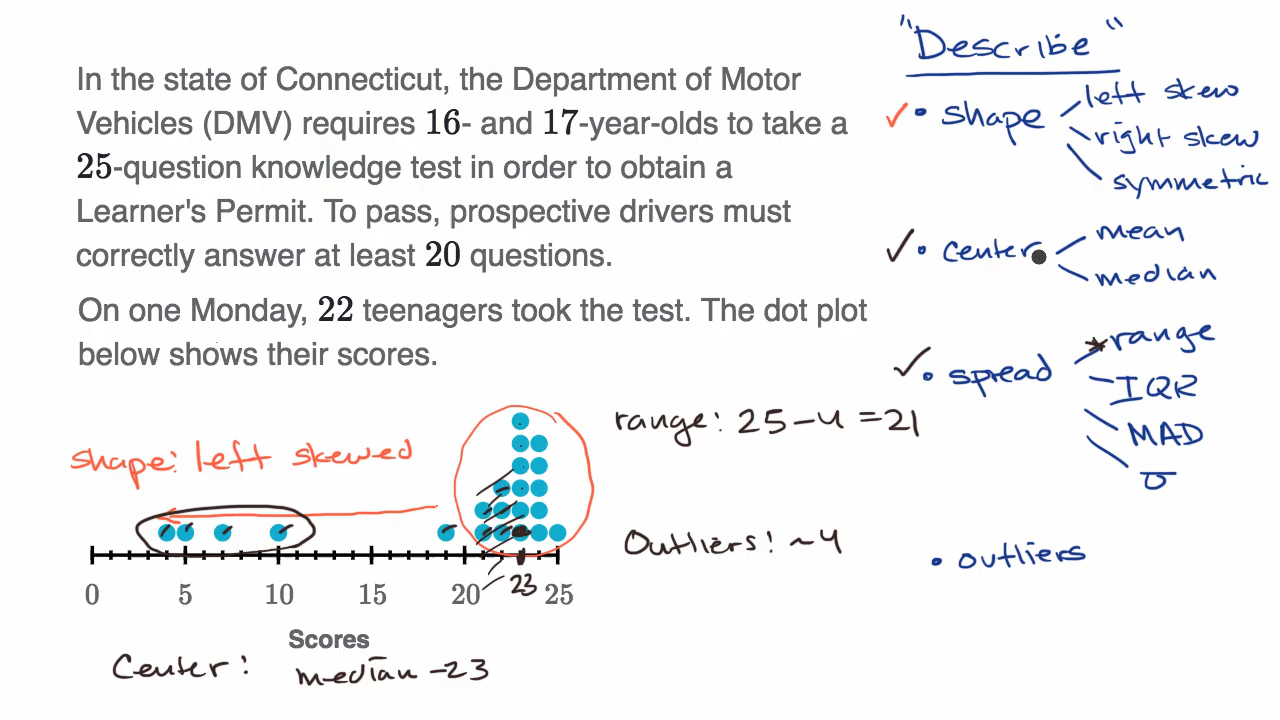 In the state of Connecticut, the Department of Motor
Vehicles (DMV) requires 16- and 17-year-olds to take a
25-question knowledge test in order to obtain a
Learner's Permit. To pass, prospective drivers must
correctly answer at least 20 questions.
On one Monday, 22 teenagers took the test. The dot plot
below shows their scores.
shape: left skewed
0 5 10 15 20 23 25
Scores
Center: median - 23
range: 25 - 4 = 21
Outliers: ~4
"Describe"
• shape
left skew
right skew
symmetric
• center
mean
median
• spread
range
IQR
MAD
σ
• outliers